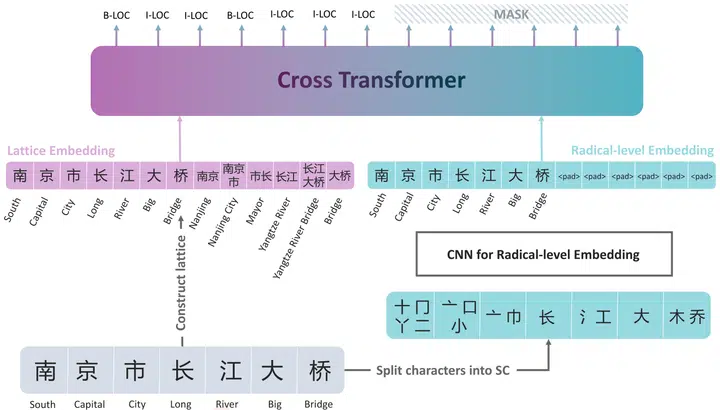 B-LOC I-LOC I-LOC B-LOC I-LOC I-LOC I-LOC MASK
Cross Transformer
Lattice Embedding
Radical-level Embedding
南 京 市 长 江 大 桥 南京 南京市 市长 长江 长江大桥 大桥
South Capital City Long River Big Bridge Nanjing Nanjing City Mayor Yangtze River Yangtze River Bridge Bridge
南 京 市 长 江 大 桥 <pad> <pad> <pad> <pad> <pad> <pad>
South Capital City Long River Big Bridge
CNN for Radical-level Embedding
Construct lattice
十 冂 亠 口 亠 巾 长 氵 工 大 木 乔
丷 二 小
南 京 市 长 江 大 桥
Split characters into SC
South Capital City Long River Big Bridge